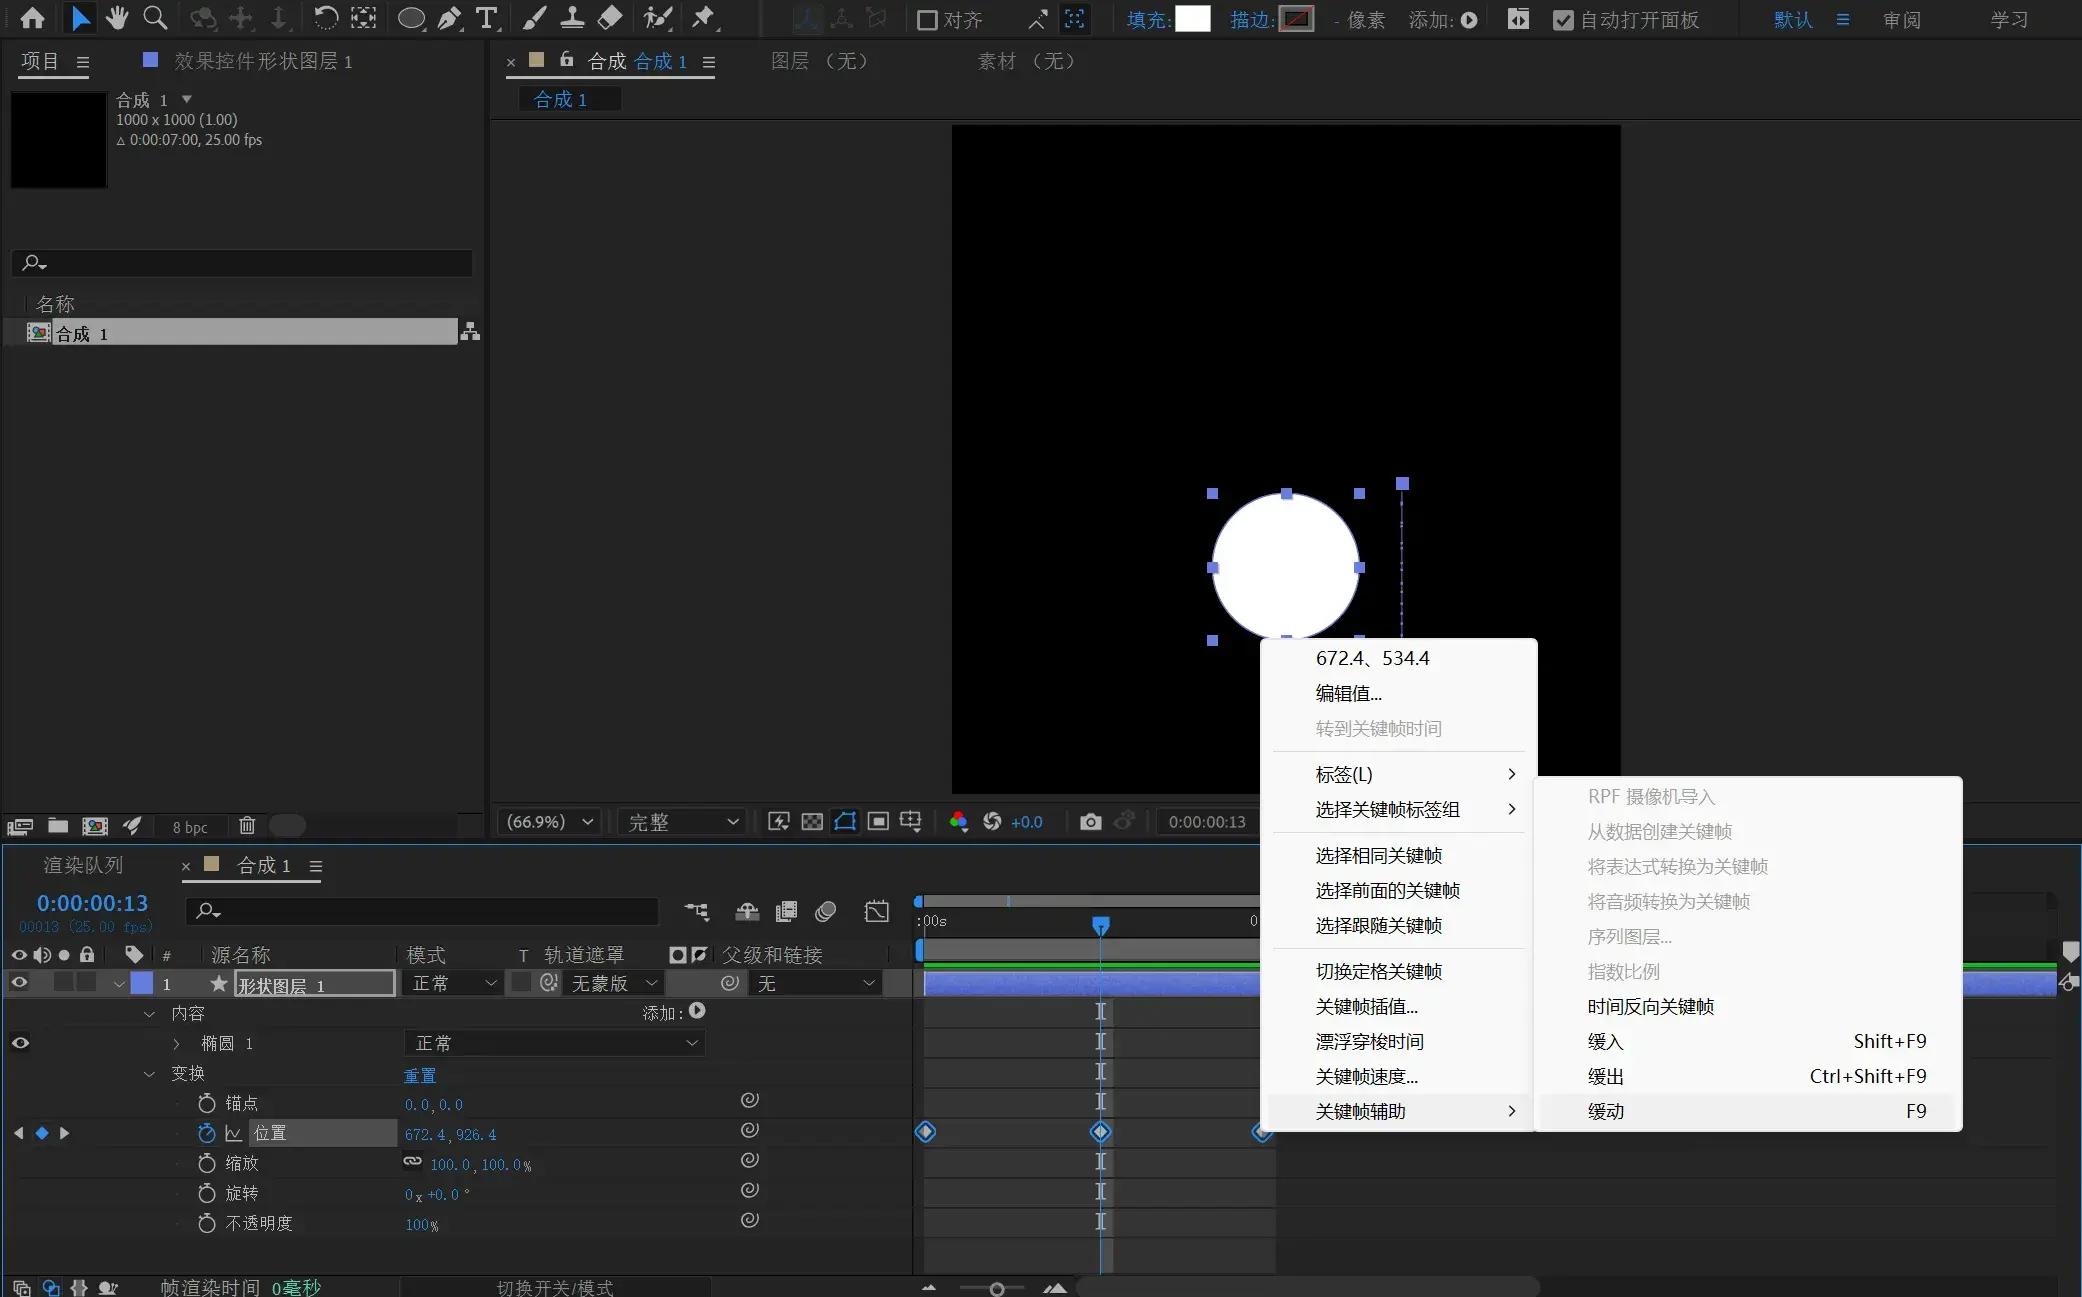 对齐
填充:
描边:
- 像素
添加:
自动打开面板
默认
审阅
学习
项目
效果控件形状图层 1
合成 合成 1
图层 （无）
素材 （无）
合成 1
合成 1
1000 x 1000 (1.00)
△ 0:00:07:00, 25.00 fps
名称
合成 1
8 bpc
(66.9%)
完整
+0.0
0:00:00:13
672.4、534.4
编辑值...
转到关键帧时间
标签(L)
选择关键帧标签组
选择相同关键帧
选择前面的关键帧
选择跟随关键帧
切换定格关键帧
关键帧插值...
漂浮穿梭时间
关键帧速度...
关键帧辅助
RPF 摄像机导入
从数据创建关键帧
将表达式转换为关键帧
将音频转换为关键帧
序列图层...
指数比例
时间反向关键帧
缓入 Shift+F9
缓出 Ctrl+Shift+F9
缓动 F9
渲染队列
合成 1
0:00:00:13
00013 (25.00 fps)
:00s
0
# 源名称 模式 T 轨道遮罩 父级和链接
1 形状图层 1 正常 无蒙版 无
内容 添加:
椭圆 1 正常
变换 重置
锚点 0.0,0.0
位置 672.4,926.4
缩放 100.0,100.0%
旋转 0x+0.0°
不透明度 100%
帧渲染时间 0毫秒
切换开关/模式